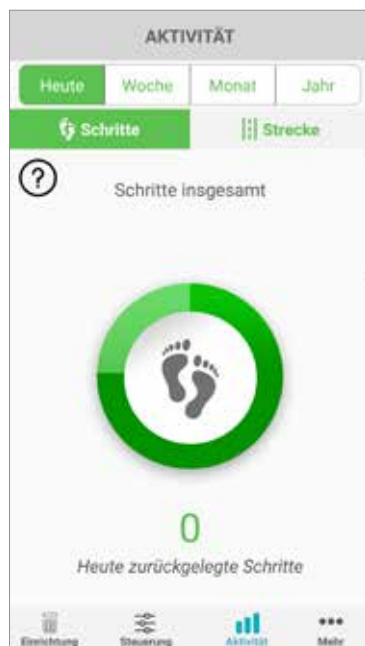 AKTIVITÄT
Heute Woche Monat Jahr
Schritte Strecke
?
Schritte insgesamt
0
Heute zurückgelegte Schritte
Einrichtung Steuerung Aktivität Mehr